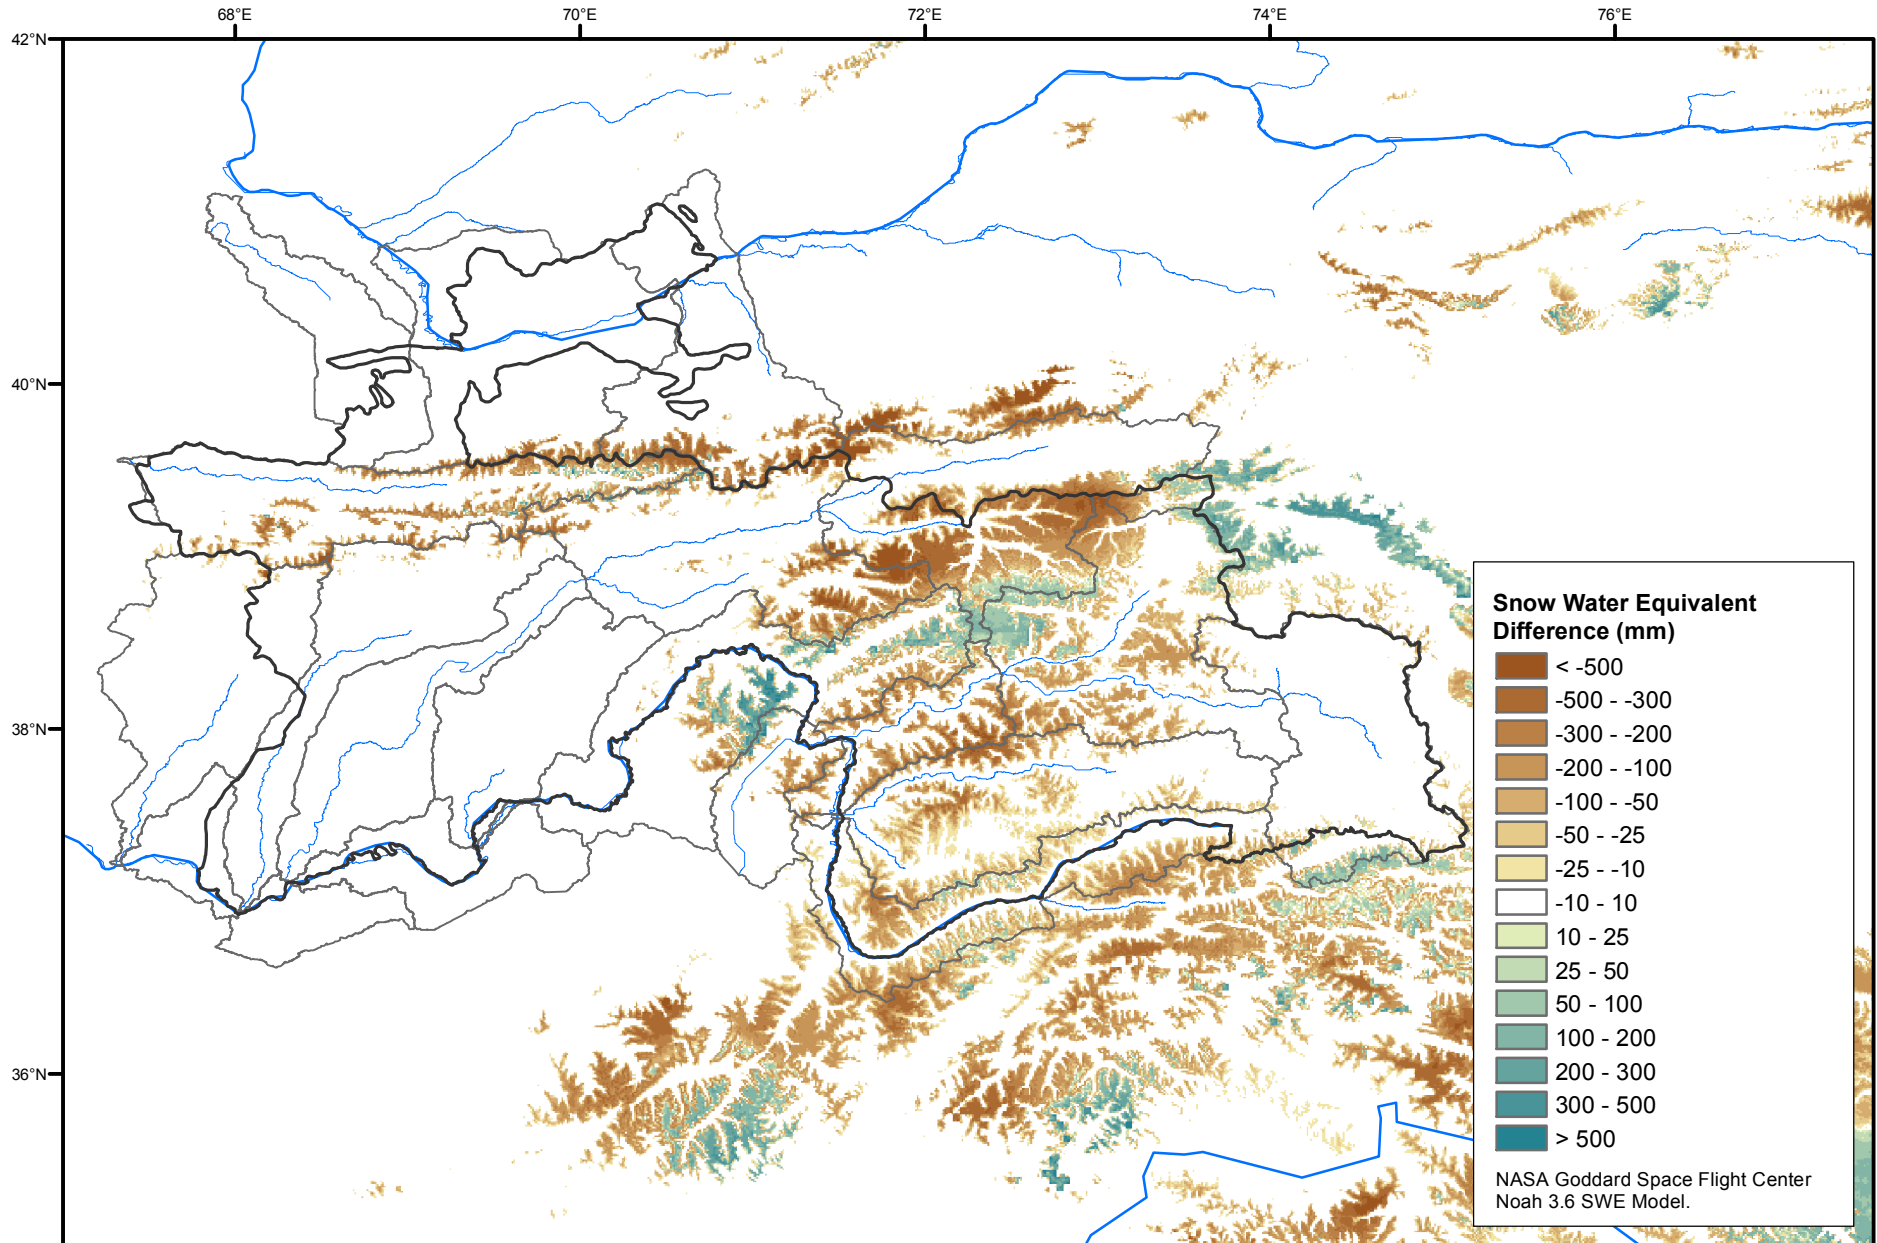 68°E 70°E 72°E 74°E 76°E
42°N
40°N
38°N
36°N
Snow Water Equivalent
Difference (mm)
< -500
-500 - -300
-300 - -200
-200 - -100
-100 - -50
-50 - -25
-25 - -10
-10 - 10
10 - 25
25 - 50
50 - 100
100 - 200
200 - 300
300 - 500
> 500
NASA Goddard Space Flight Center
Noah 3.6 SWE Model.